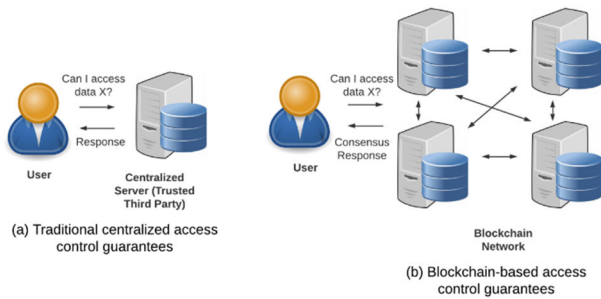 Can I access
data X?
Response
User
Centralized
Server (Trusted
Third Party)
(a) Traditional centralized access
control guarantees
Can I access
data X?
Consensus
Response
User
Blockchain
Network
(b) Blockchain-based access
control guarantees